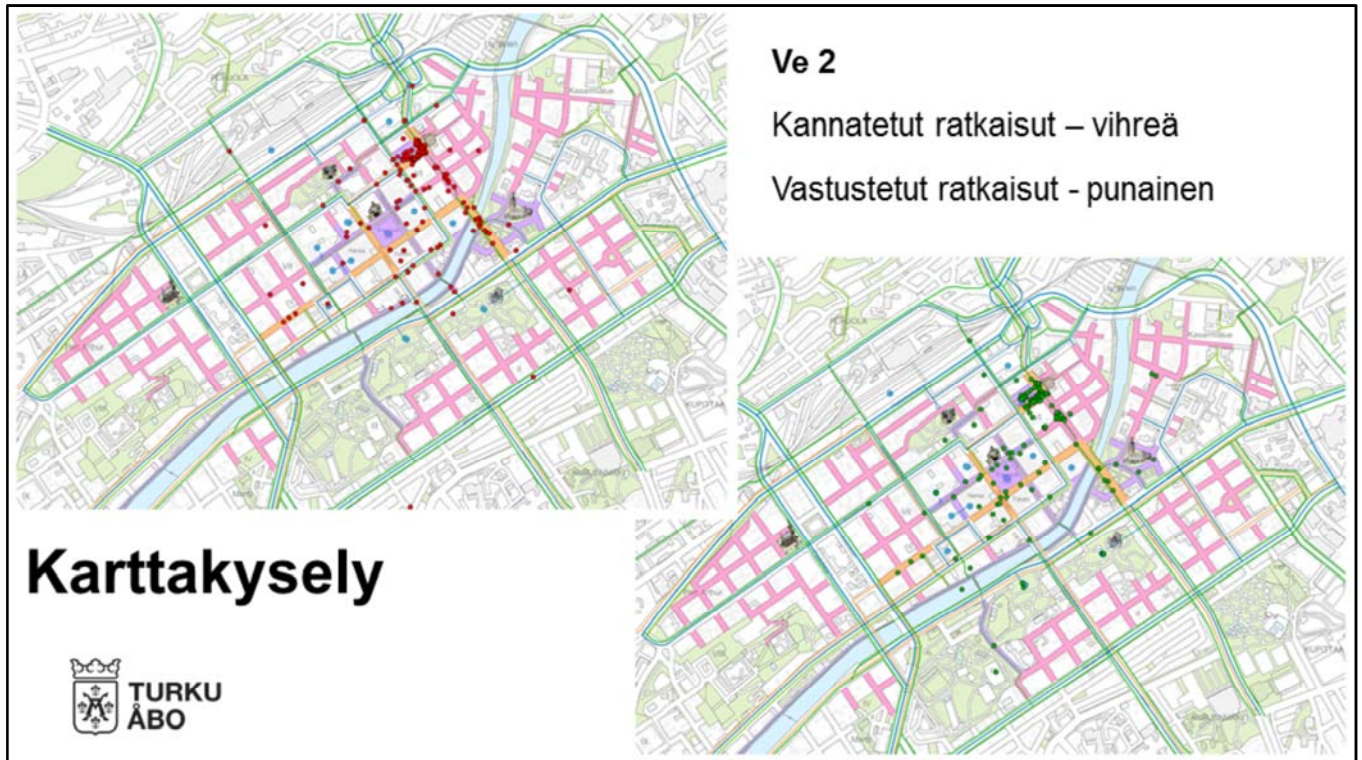 Ve 2
Kannatetut ratkaisut – vihreä
Vastustetut ratkaisut - punainen
Karttakysely
TURKU
ÅBO